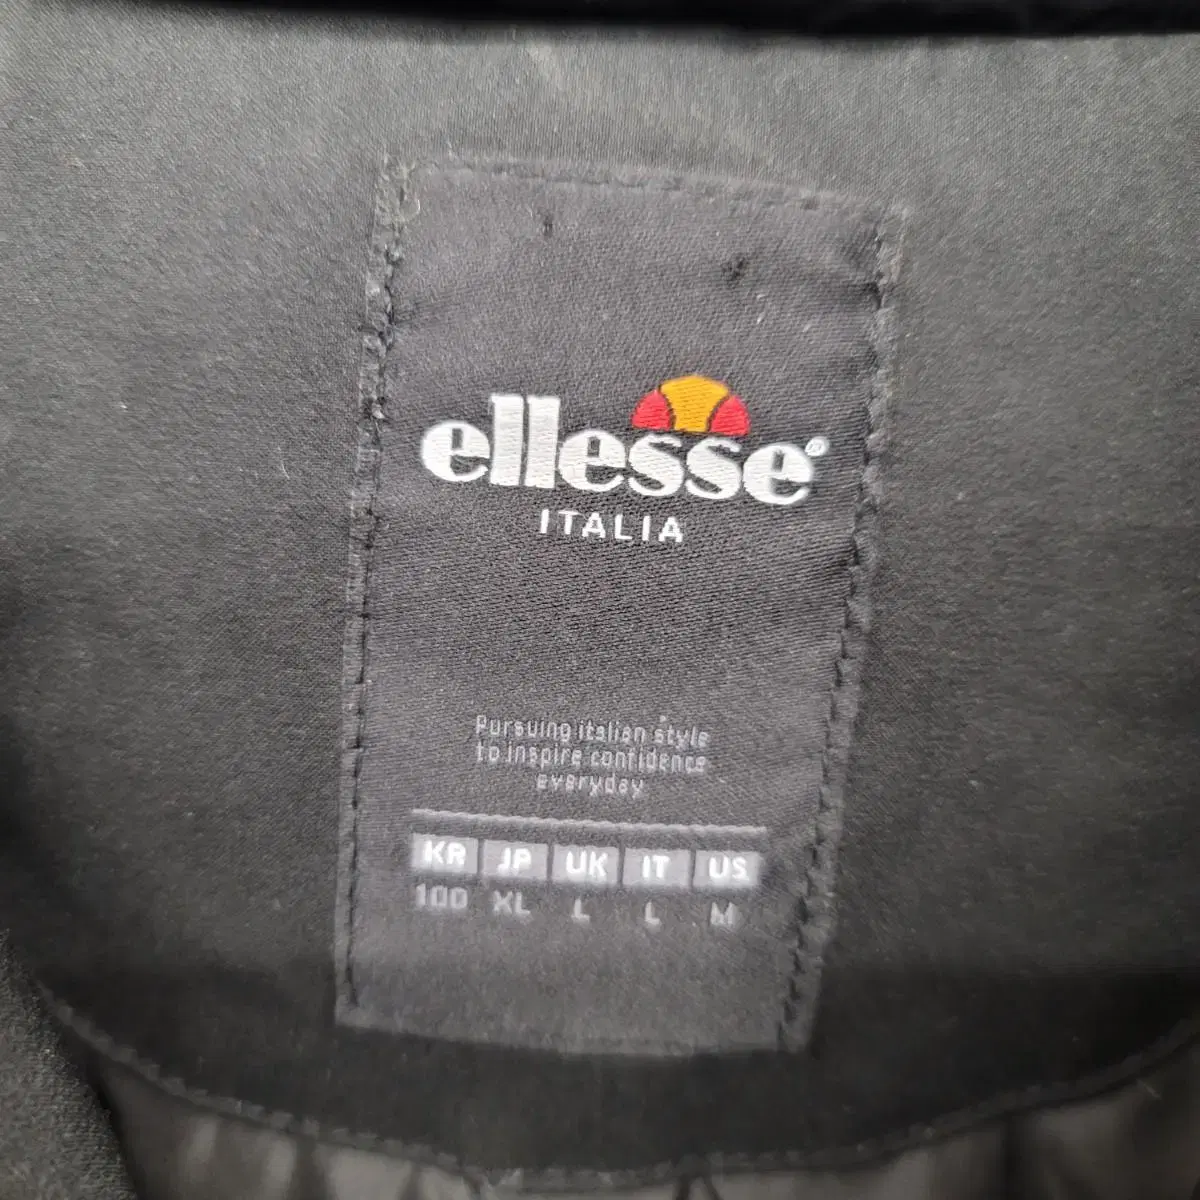 ellesse®
ITALIA
Pursuing italian style
to inspire confidence
everyday
KR JP UK IT US
100 XL L L M